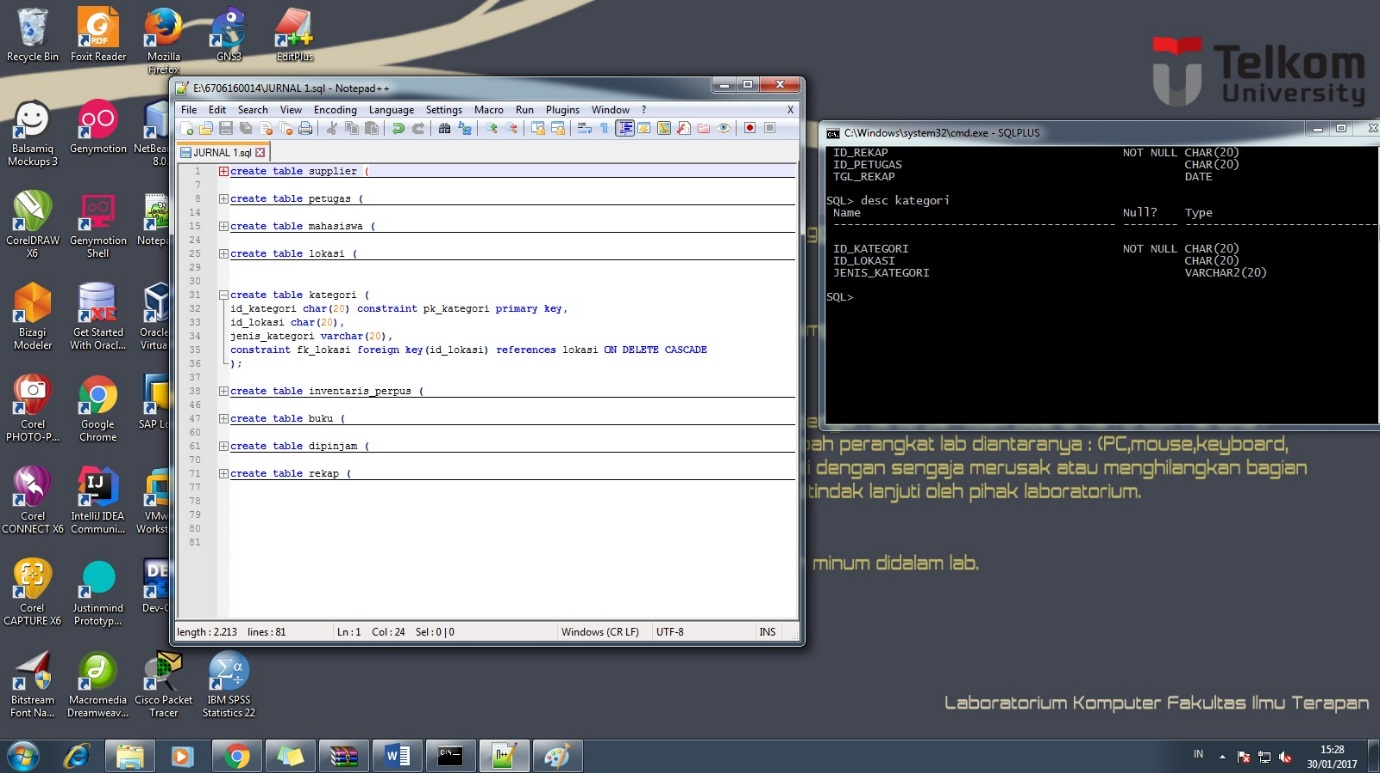 Recycle Bin
Foxit Reader
Mozilla
Firefox
GNS3
EditPlus
Balsamiq
Mockups 3
Genymotion
NetBea
8.0
CorelDRAW
X6
Genymotion
Shell
Notep
Bizagi
Modeler
Get Started
With Oracl...
Oracle
Virtua
Corel
PHOTO-P...
Google
Chrome
SAP Lo
Corel
CONNECT X6
IntelliJ IDEA
Communi...
VMw
Workst
Corel
CAPTURE X6
Justinmind
Prototyp...
Dev-C
Bitstream
Font Na...
Macromedia
Dreamweav...
Cisco Packet
Tracer
IBM SPSS
Statistics 22
E:\6706160014\JURNAL 1.sql - Notepad++
File Edit Search View Encoding Language Settings Macro Run Plugins Window ? X
JURNAL 1.sql
1 create table supplier (
7
8 create table petugas (
14
15 create table mahasiswa (
24
25 create table lokasi (
29
30
31 create table kategori (
32 id_kategori char(20) constraint pk_kategori primary key,
33 id_lokasi char(20),
34 jenis_kategori varchar(20),
35 constraint fk_lokasi foreign key(id_lokasi) references lokasi ON DELETE CASCADE
36 );
37
38 create table inventaris_perpus (
46
47 create table buku (
60
61 create table dipinjam (
70
71 create table rekap (
77
78
79
80
81
length : 2.213 lines : 81 Ln : 1 Col : 24 Sel : 0 | 0 Windows (CR LF) UTF-8 INS
Telkom
University
C:\Windows\system32\cmd.exe - SQLPLUS
ID_REKAP NOT NULL CHAR(20)
ID_PETUGAS CHAR(20)
TGL_REKAP DATE
SQL> desc kategori
Name Null? Type
----------------------------------------- -------- ----------------------------
ID_KATEGORI NOT NULL CHAR(20)
ID_LOKASI CHAR(20)
JENIS_KATEGORI VARCHAR2(20)
SQL>
ah perangkat lab diantaranya : (PC,mouse,keyboard,
i dengan sengaja merusak atau menghilangkan bagian
tindak lanjuti oleh pihak laboratorium.
minum didalam lab.
Laboratorium Komputer Fakultas Ilmu Terapan
IN
15:28
30/01/2017